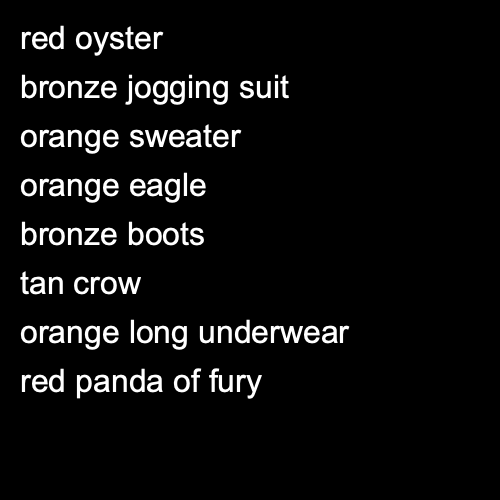 red oyster
bronze jogging suit
orange sweater
orange eagle
bronze boots
tan crow
orange long underwear
red panda of fury